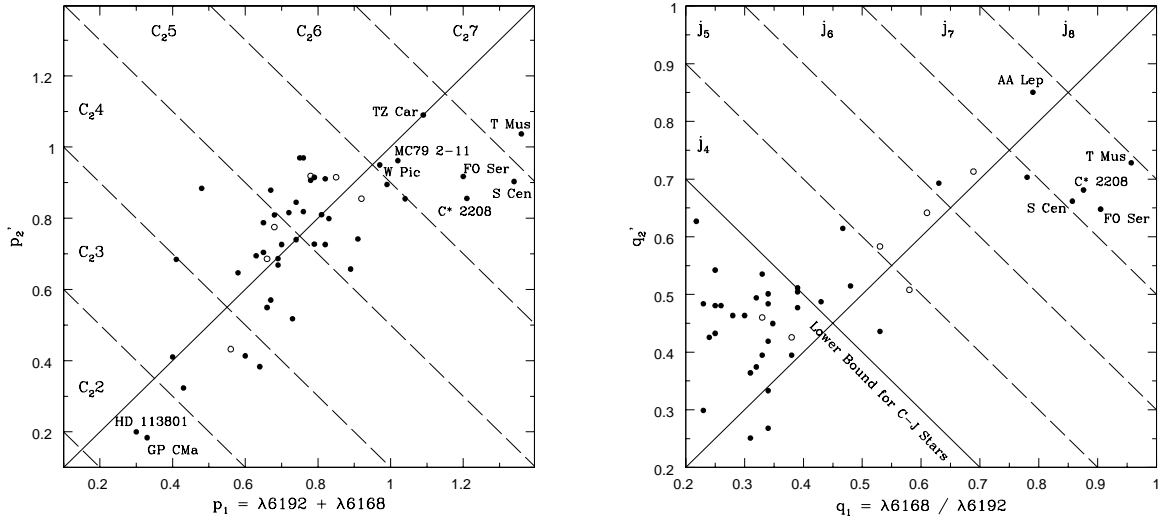 C₂5 C₂6 C₂7
C₂4
C₂3
C₂2
TZ Car
T Mus
MC79 2-11
W Pic
FO Ser
S Cen
C* 2208
HD 113801
GP CMa
1.2
1
0.8
0.6
0.4
0.2
0.2 0.4 0.6 0.8 1 1.2
p₂'
p₁ = λ6192 + λ6168
j₅ j₆ j₇ j₈
j₄
AA Lep
T Mus
C* 2208
S Cen
FO Ser
Lower Bound for C-J Stars
1
0.9
0.8
0.7
0.6
0.5
0.4
0.3
0.2
0.2 0.3 0.4 0.5 0.6 0.7 0.8 0.9 1
q₂'
q₁ = λ6168 / λ6192